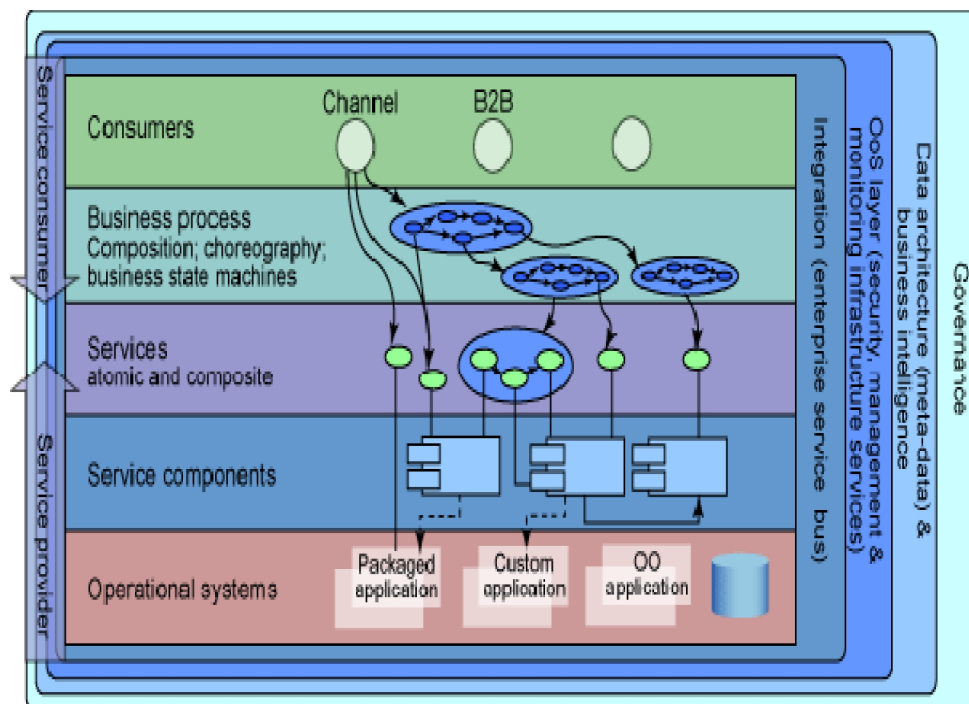 Channel
B2B
Consumers
Business process
Composition; choreography;
business state machines
Services
atomic and composite
Service components
Operational systems
Packaged
application
Custom
application
OO
application
Service consumer
Service provider
Integration (enterprise service bus)
QoS layer (security, management &
monitoring infrastructure services)
Data architecture (meta-data) &
business intelligence
Governance